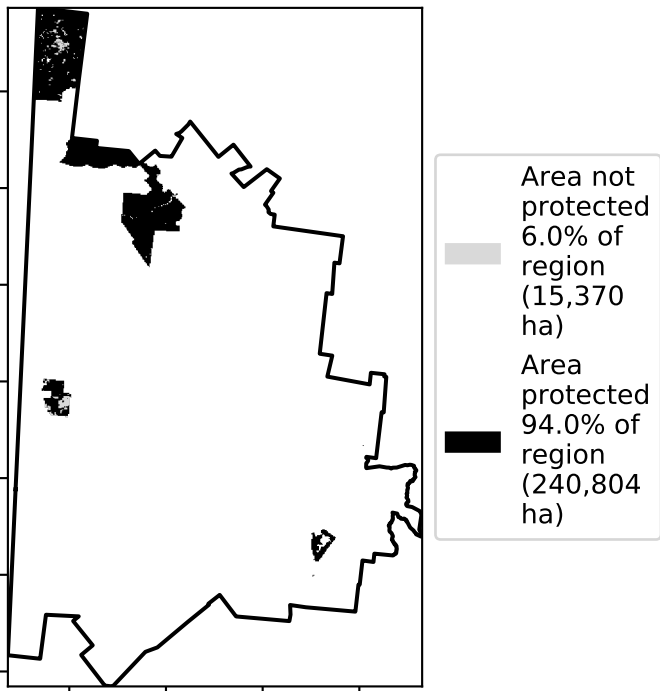 Area not
protected
6.0% of
region
(15,370
ha)
Area
protected
94.0% of
region
(240,804
ha)